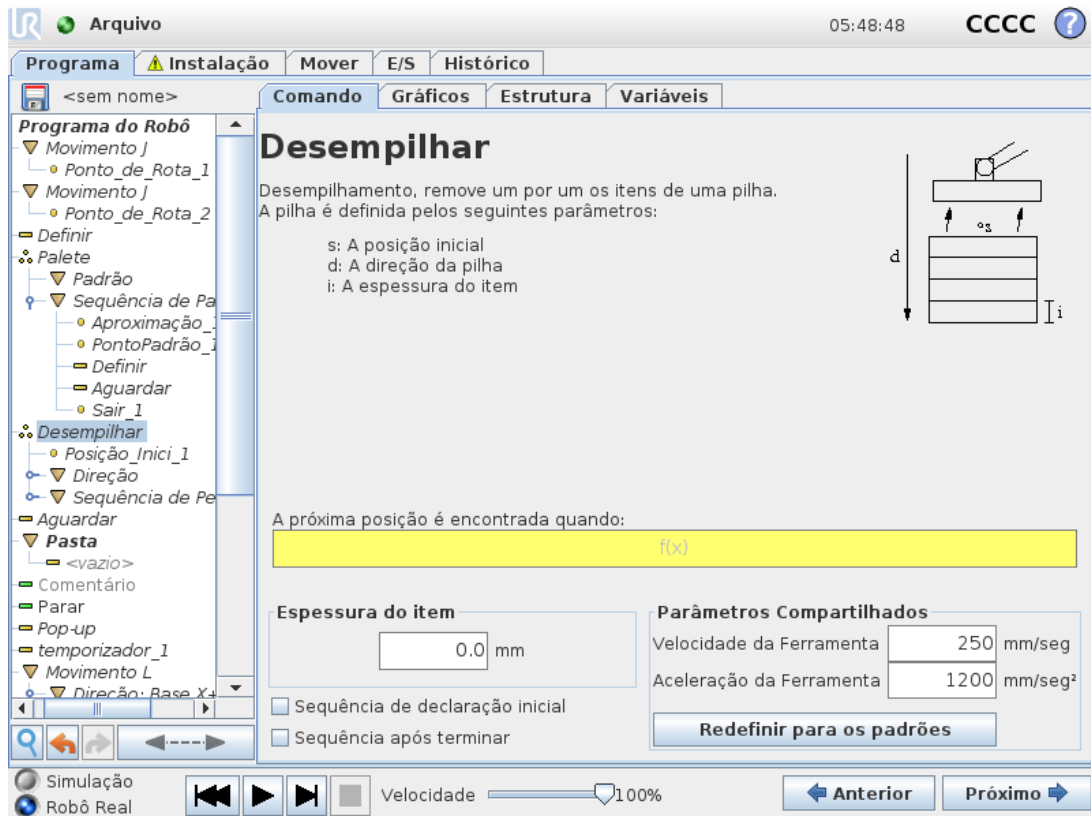 Arquivo
05:48:48
CCCC
?
Programa
Instalação
Mover
E/S
Histórico
<sem nome>
Comando
Gráficos
Estrutura
Variáveis
Programa do Robô
Movimento J
Ponto_de_Rota_1
Movimento J
Ponto_de_Rota_2
Definir
Palete
Padrão
Sequência de Pa
Aproximação_1
PontoPadrão_1
Definir
Aguardar
Sair_1
Desempilhar
Posição_Inici_1
Direção
Sequência de Pe
Aguardar
Pasta
<vazio>
Comentário
Parar
Pop-up
temporizador_1
Movimento L
Direção: Base X+
Desempilhar
Desempilhamento, remove um por um os itens de uma pilha.
A pilha é definida pelos seguintes parâmetros:
s: A posição inicial
d: A direção da pilha
i: A espessura do item
s
d
i
A próxima posição é encontrada quando:
f(x)
Espessura do item
0.0 mm
Sequência de declaração inicial
Sequência após terminar
Parâmetros Compartilhados
Velocidade da Ferramenta 250 mm/seg
Aceleração da Ferramenta 1200 mm/seg²
Redefinir para os padrões
Simulação
Robô Real
Velocidade
100%
Anterior
Próximo